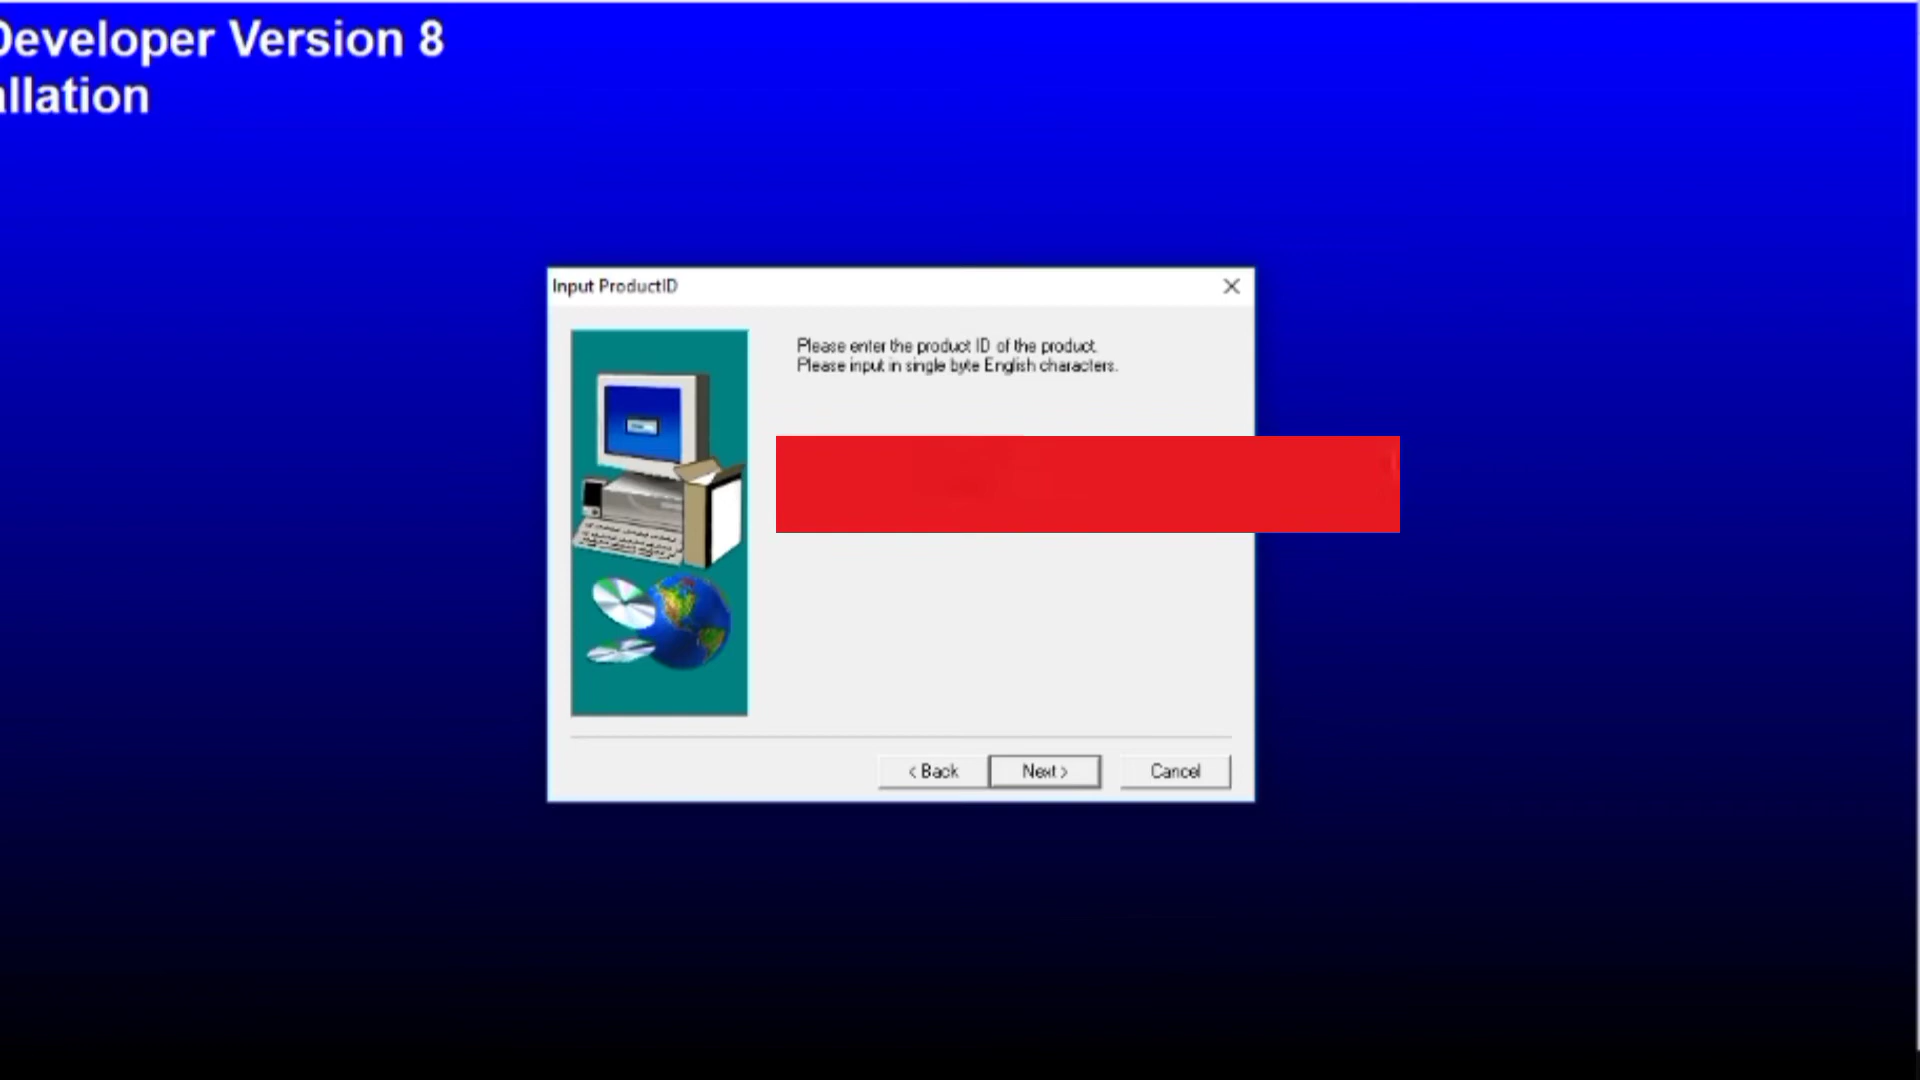 Developer Version 8
allation
Input ProductID
Please enter the product ID of the product.
Please input in single byte English characters.
< Back
Next >
Cancel